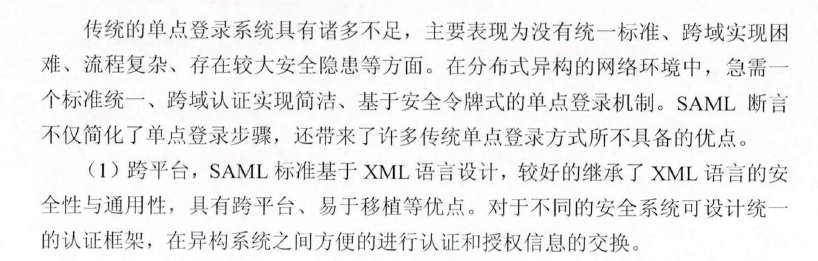 传统的单点登录系统具有诸多不足，主要表现为没有统一标准、跨域实现困
难、流程复杂、存在较大安全隐患等方面。在分布式异构的网络环境中，急需一
个标准统一、跨域认证实现简洁、基于安全令牌式的单点登录机制。SAML 断言
不仅简化了单点登录步骤，还带来了许多传统单点登录方式所不具备的优点。
（1）跨平台，SAML 标准基于 XML 语言设计，较好的继承了 XML 语言的安
全性与通用性，具有跨平台、易于移植等优点。对于不同的安全系统可设计统一
的认证框架，在异构系统之间方便的进行认证和授权信息的交换。